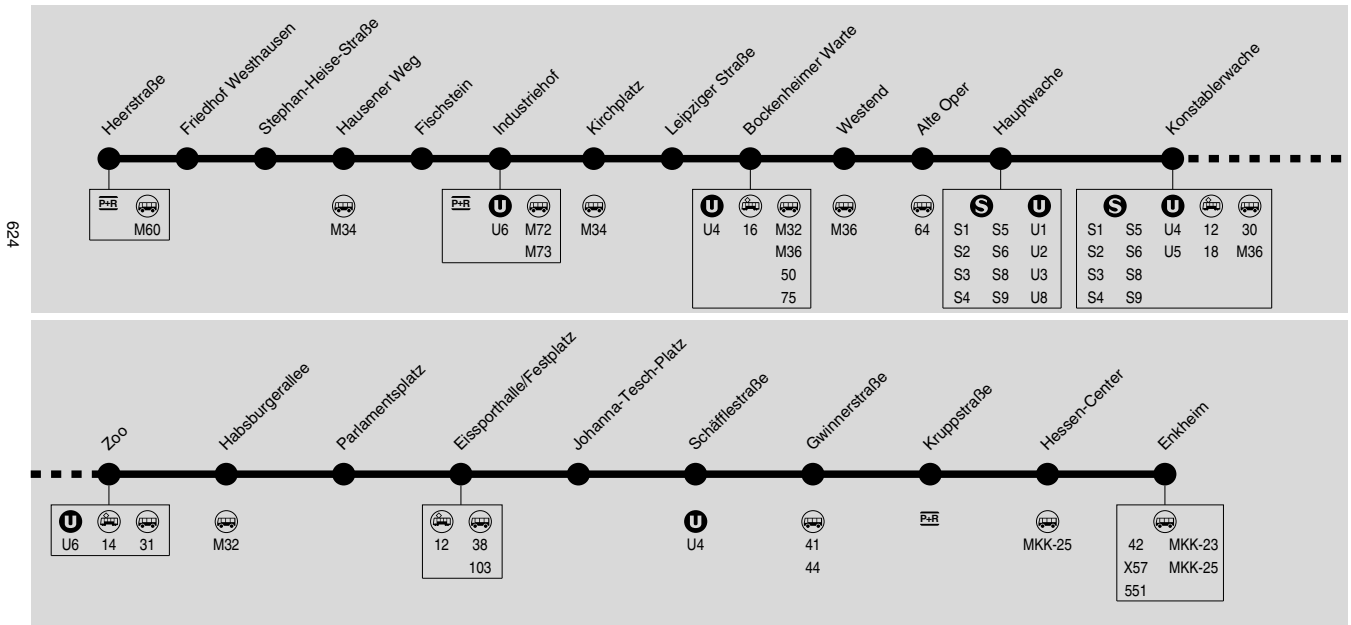 624
Heerstraße
Friedhof Westhausen
Stephan-Heise-Straße
Hausener Weg
Fischstein
Industriehof
Kirchplatz
Leipziger Straße
Bockenheimer Warte
Westend
Alte Oper
Hauptwache
Konstablerwache
P+R
M60
M34
P+R U
U6 M72
M73
M34
U
U4 16 M32
M36
50
75
M36
64
S U
S1 S5 U1
S2 S6 U2
S3 S8 U3
S4 S9 U8
S U
S1 S5 U4 12 30
S2 S6 U5 18 M36
S3 S8
S4 S9
Zoo
Habsburgerallee
Parlamentsplatz
Eissporthalle/Festplatz
Johanna-Tesch-Platz
Schäfflestraße
Gwinnerstraße
Kruppstraße
Hessen-Center
Enkheim
U
U6 14 31
M32
12 38
103
U
U4
41
44
P+R
MKK-25
42 MKK-23
X57 MKK-25
551